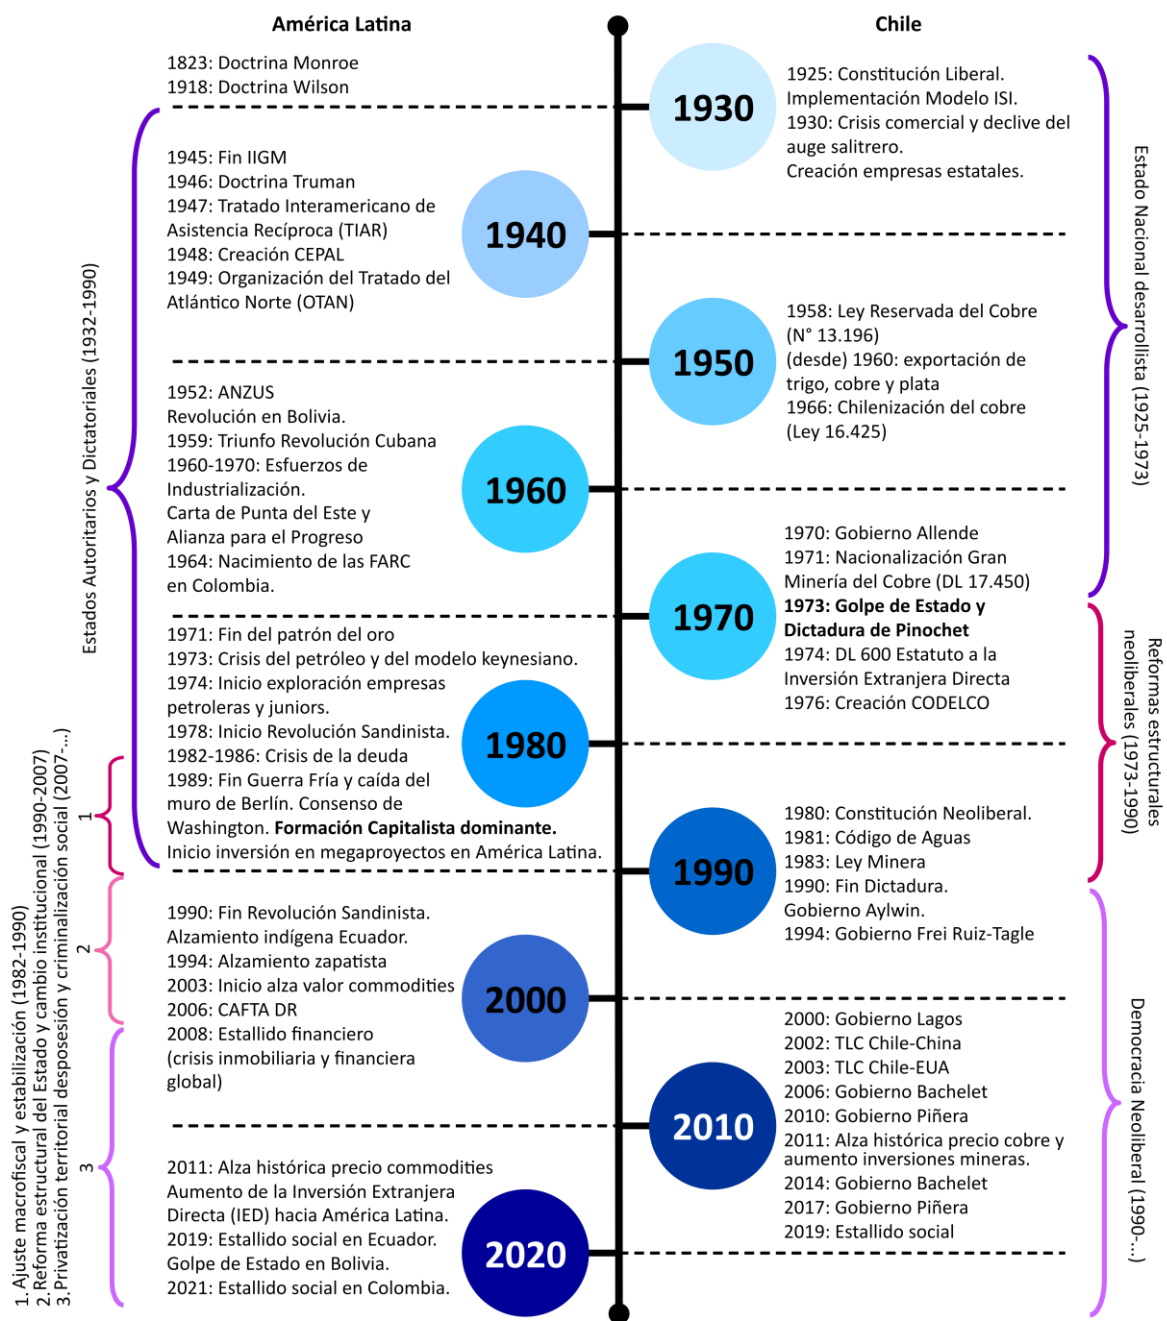 América Latina
Chile
1823: Doctrina Monroe
1918: Doctrina Wilson
1930
1925: Constitución Liberal.
Implementación Modelo ISI.
1930: Crisis comercial y declive del
auge salitrero.
Creación empresas estatales.
1945: Fin IIGM
1946: Doctrina Truman
1947: Tratado Interamericano de
Asistencia Recíproca (TIAR)
1948: Creación CEPAL
1949: Organización del Tratado del
Atlántico Norte (OTAN)
1940
1950
1958: Ley Reservada del Cobre
(N° 13.196)
(desde) 1960: exportación de
trigo, cobre y plata
1966: Chilenización del cobre
(Ley 16.425)
1952: ANZUS
Revolución en Bolivia.
1959: Triunfo Revolución Cubana
1960-1970: Esfuerzos de
Industrialización.
Carta de Punta del Este y
Alianza para el Progreso
1964: Nacimiento de las FARC
en Colombia.
1960
1970
1970: Gobierno Allende
1971: Nacionalización Gran
Minería del Cobre (DL 17.450)
1973: Golpe de Estado y
Dictadura de Pinochet
1974: DL 600 Estatuto a la
Inversión Extranjera Directa
1976: Creación CODELCO
1971: Fin del patrón del oro
1973: Crisis del petróleo y del modelo keynesiano.
1974: Inicio exploración empresas
petroleras y juniors.
1978: Inicio Revolución Sandinista.
1982-1986: Crisis de la deuda
1989: Fin Guerra Fría y caída del
muro de Berlín. Consenso de
Washington. Formación Capitalista dominante.
Inicio inversión en megaproyectos en América Latina.
1980
1990
1980: Constitución Neoliberal.
1981: Código de Aguas
1983: Ley Minera
1990: Fin Dictadura.
Gobierno Aylwin.
1994: Gobierno Frei Ruiz-Tagle
1990: Fin Revolución Sandinista.
Alzamiento indígena Ecuador.
1994: Alzamiento zapatista
2003: Inicio alza valor commodities
2006: CAFTA DR
2008: Estallido financiero
(crisis inmobiliaria y financiera
global)
2000
2010
2000: Gobierno Lagos
2002: TLC Chile-China
2003: TLC Chile-EUA
2006: Gobierno Bachelet
2010: Gobierno Piñera
2011: Alza histórica precio cobre y
aumento inversiones mineras.
2014: Gobierno Bachelet
2017: Gobierno Piñera
2019: Estallido social
2011: Alza histórica precio commodities
Aumento de la Inversión Extranjera
Directa (IED) hacia América Latina.
2019: Estallido social en Ecuador.
Golpe de Estado en Bolivia.
2021: Estallido social en Colombia.
2020
Estados Autoritarios y Dictatoriales (1932-1990)
1
2
3
1. Ajuste macrofiscal y estabilización (1982-1990)
2. Reforma estructural del Estado y cambio institucional (1990-2007)
3. Privatización territorial desposesión y criminalización social (2007-...)
Estado Nacional desarrollista (1925-1973)
Reformas estructurales
neoliberales (1973-1990)
Democracia Neoliberal (1990-...)